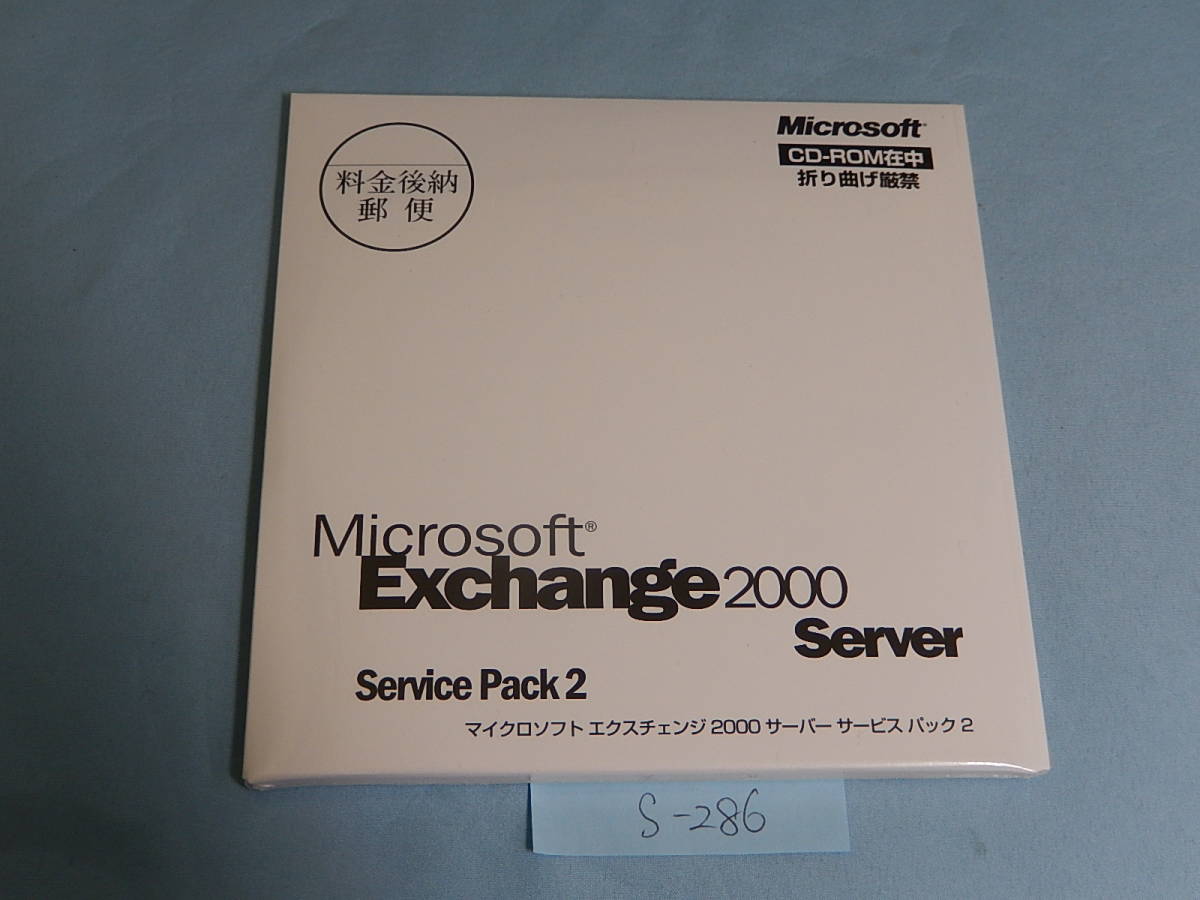 料金後納
郵便
Microsoft
CD-ROM在中
折り曲げ厳禁
Microsoft®
Exchange 2000
Server
Service Pack 2
マイクロソフト エクスチェンジ 2000 サーバー サービス パック 2
S-286